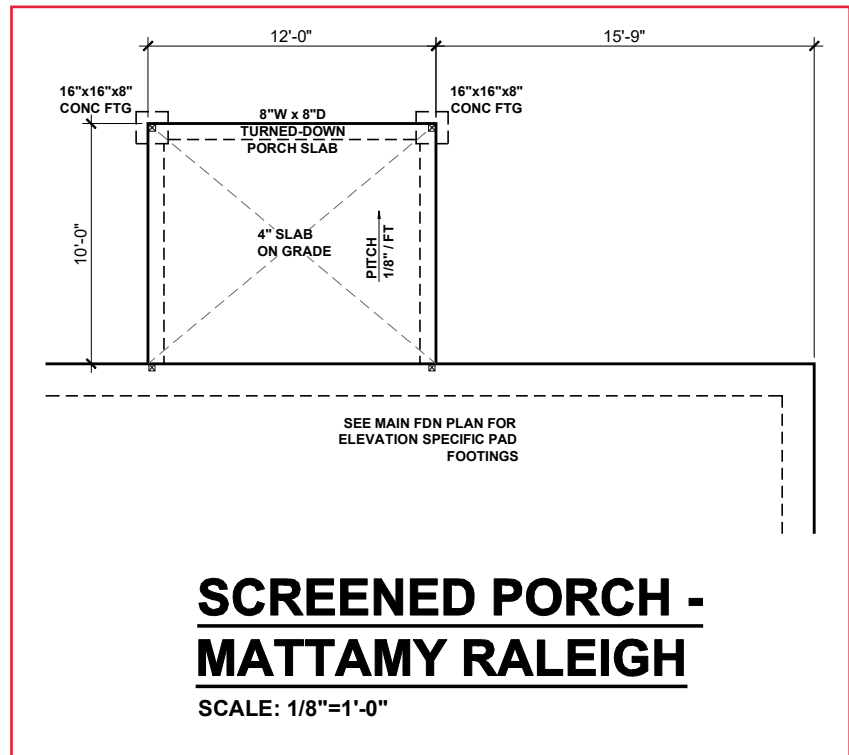 12'-0"
15'-9"
16"x16"x8"
CONC FTG
8"W x 8"D
TURNED-DOWN
PORCH SLAB
16"x16"x8"
CONC FTG
10'-0"
4" SLAB
ON GRADE
PITCH
1/8" / FT
SEE MAIN FDN PLAN FOR
ELEVATION SPECIFIC PAD
FOOTINGS
SCREENED PORCH -
MATTAMY RALEIGH
SCALE: 1/8"=1'-0"